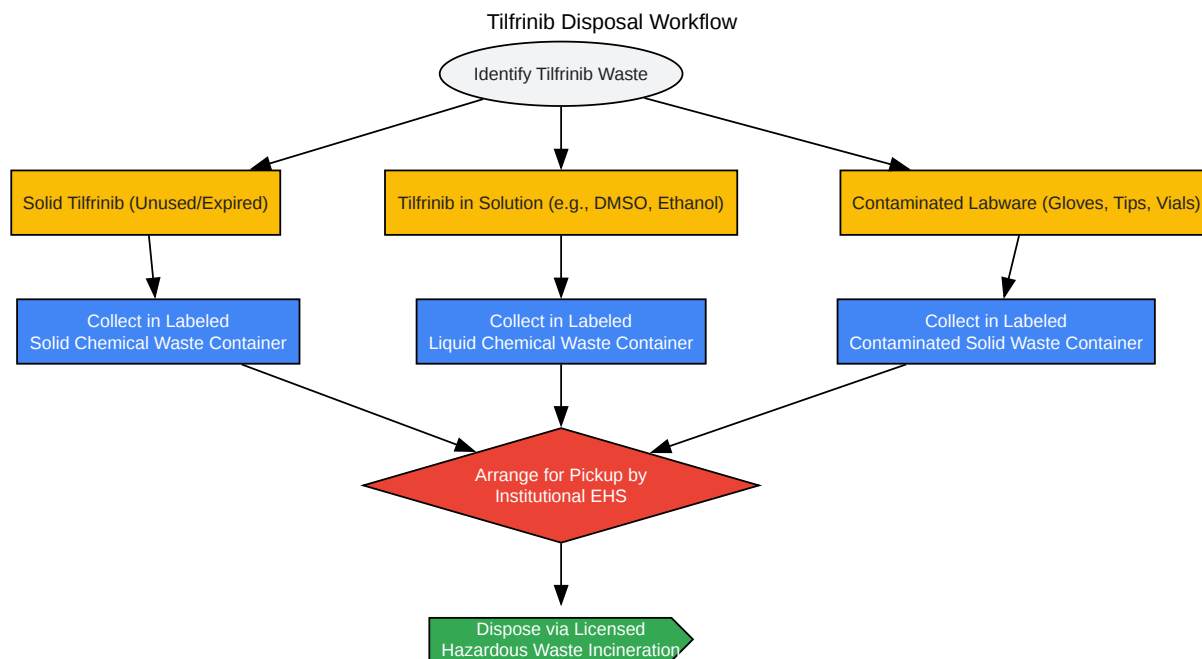 Tilfrinib Disposal Workflow
Identify Tilfrinib Waste
Solid Tilfrinib (Unused/Expired)
Tilfrinib in Solution (e.g., DMSO, Ethanol)
Contaminated Labware (Gloves, Tips, Vials)
Collect in Labeled
Solid Chemical Waste Container
Collect in Labeled
Liquid Chemical Waste Container
Collect in Labeled
Contaminated Solid Waste Container
Arrange for Pickup by
Institutional EHS
Dispose via Licensed
Hazardous Waste Incineration